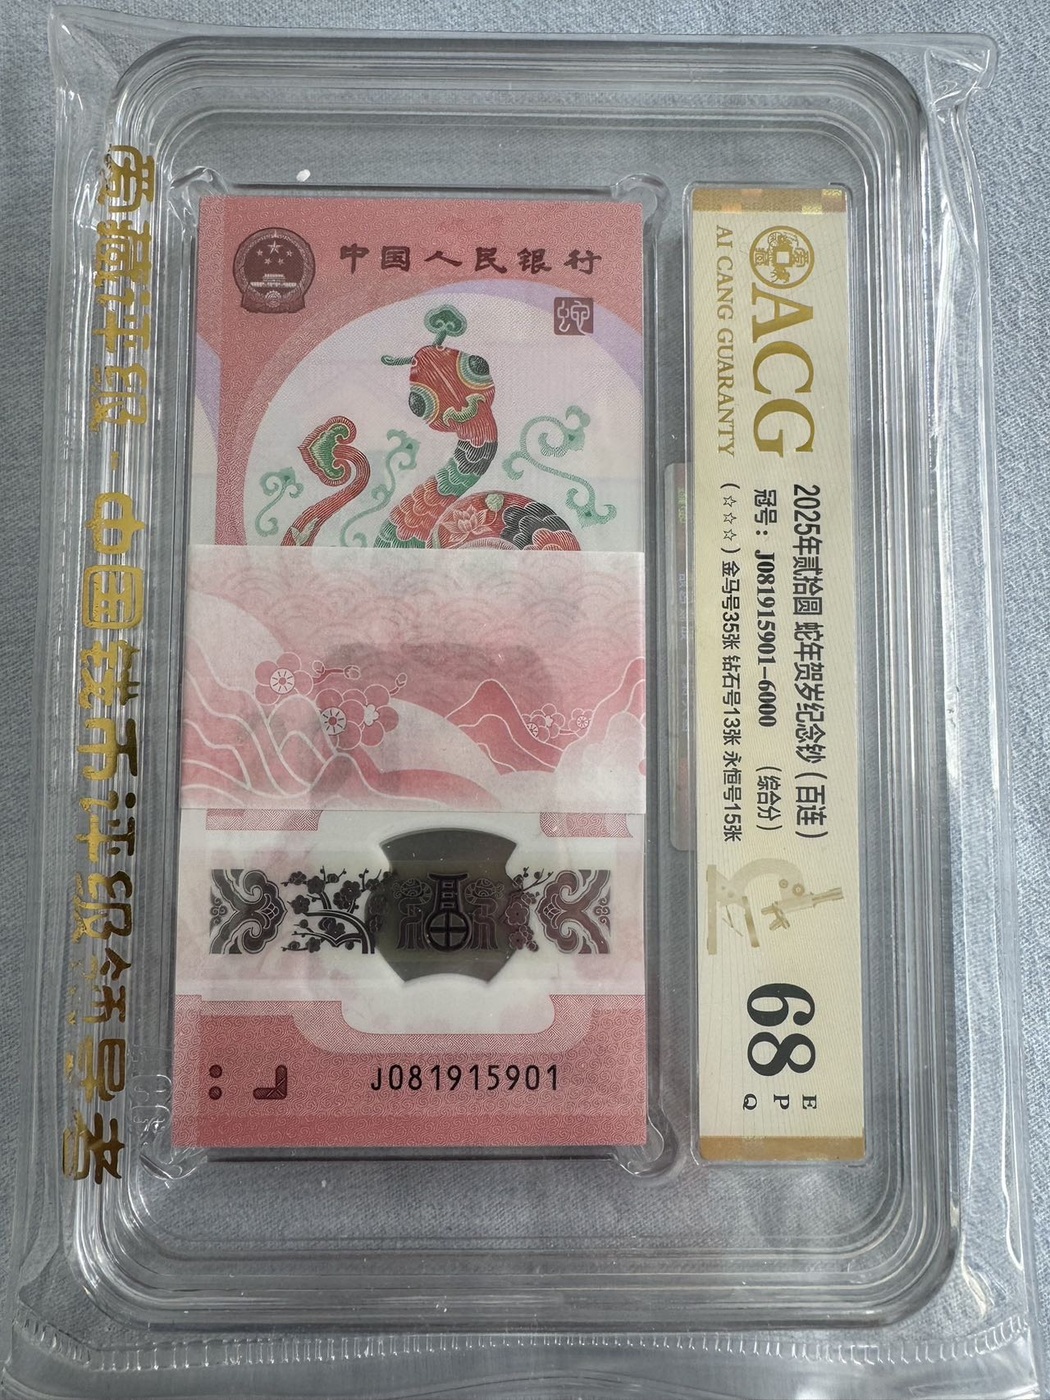 中国人民银行
J081915901
ACG
AI CANG GUARANTY
2025年贰拾圆 蛇年贺岁纪念钞（百连）
冠号：J081915901-6000 （综合分）
（☆☆☆）金马号35张 钻石号13张 永恒号15张
68
E
P
Q
爱藏评级-中国钱币评级领导者